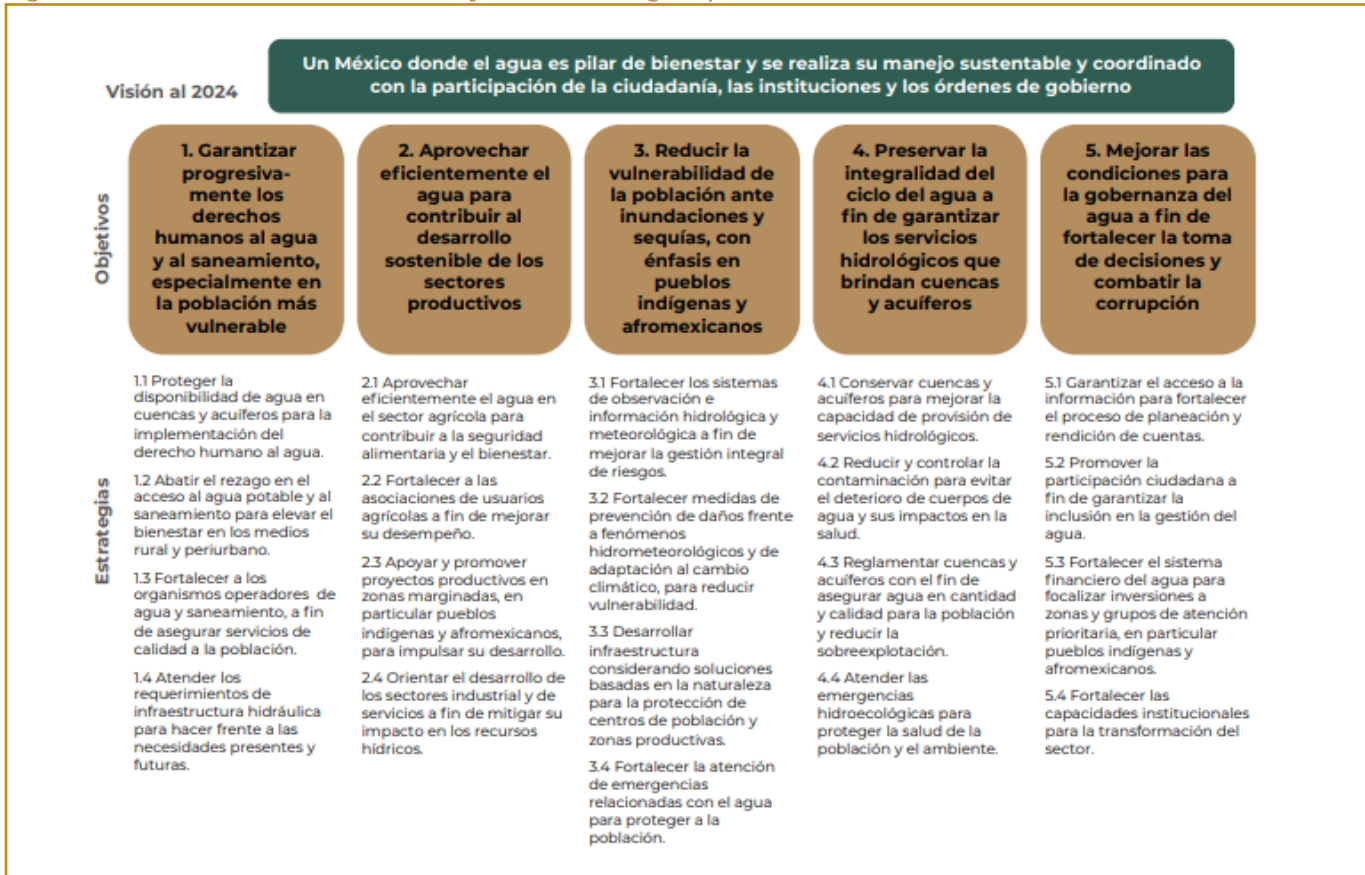 Visión al 2024
Un México donde el agua es pilar de bienestar y se realiza su manejo sustentable y coordinado
con la participación de la ciudadanía, las instituciones y los órdenes de gobierno
Objetivos
1. Garantizar
progresiva-
mente los
derechos
humanos al agua
y al saneamiento,
especialmente en
la población más
vulnerable
2. Aprovechar
eficientemente el
agua para
contribuir al
desarrollo
sostenible de los
sectores
productivos
3. Reducir la
vulnerabilidad de
la población ante
inundaciones y
sequías, con
énfasis en
pueblos
indígenas y
afromexicanos
4. Preservar la
integralidad del
ciclo del agua a
fin de garantizar
los servicios
hidrológicos que
brindan cuencas
y acuíferos
5. Mejorar las
condiciones para
la gobernanza del
agua a fin de
fortalecer la toma
de decisiones y
combatir la
corrupción
Estrategias
1.1 Proteger la
disponibilidad de agua en
cuencas y acuíferos para la
implementación del
derecho humano al agua.
1.2 Abatir el rezago en el
acceso al agua potable y al
saneamiento para elevar el
bienestar en los medios
rural y periurbano.
1.3 Fortalecer a los
organismos operadores de
agua y saneamiento, a fin
de asegurar servicios de
calidad a la población.
1.4 Atender los
requerimientos de
infraestructura hidráulica
para hacer frente a las
necesidades presentes y
futuras.
2.1 Aprovechar
eficientemente el agua en
el sector agrícola para
contribuir a la seguridad
alimentaria y el bienestar.
2.2 Fortalecer a las
asociaciones de usuarios
agrícolas a fin de mejorar
su desempeño.
2.3 Apoyar y promover
proyectos productivos en
zonas marginadas, en
particular pueblos
indígenas y afromexicanos,
para impulsar su desarrollo.
2.4 Orientar el desarrollo de
los sectores industrial y de
servicios a fin de mitigar su
impacto en los recursos
hídricos.
3.1 Fortalecer los sistemas
de observación e
información hidrológica y
meteorológica a fin de
mejorar la gestión integral
de riesgos.
3.2 Fortalecer medidas de
prevención de daños frente
a fenómenos
hidrometeorológicos y de
adaptación al cambio
climático, para reducir
vulnerabilidad.
3.3 Desarrollar
infraestructura
considerando soluciones
basadas en la naturaleza
para la protección de
centros de población y
zonas productivas.
3.4 Fortalecer la atención
de emergencias
relacionadas con el agua
para proteger a la
población.
4.1 Conservar cuencas y
acuíferos para mejorar la
capacidad de provisión de
servicios hidrológicos.
4.2 Reducir y controlar la
contaminación para evitar
el deterioro de cuerpos de
agua y sus impactos en la
salud.
4.3 Reglamentar cuencas y
acuíferos con el fin de
asegurar agua en cantidad
y calidad para la población
y reducir la
sobreexplotación.
4.4 Atender las
emergencias
hidroecológicas para
proteger la salud de la
población y el ambiente.
5.1 Garantizar el acceso a la
información para fortalecer
el proceso de planeación y
rendición de cuentas.
5.2 Promover la
participación ciudadana a
fin de garantizar la
inclusión en la gestión del
agua.
5.3 Fortalecer el sistema
financiero del agua para
focalizar inversiones a
zonas y grupos de atención
prioritaria, en particular
pueblos indígenas y
afromexicanos.
5.4 Fortalecer las
capacidades institucionales
para la transformación del
sector.